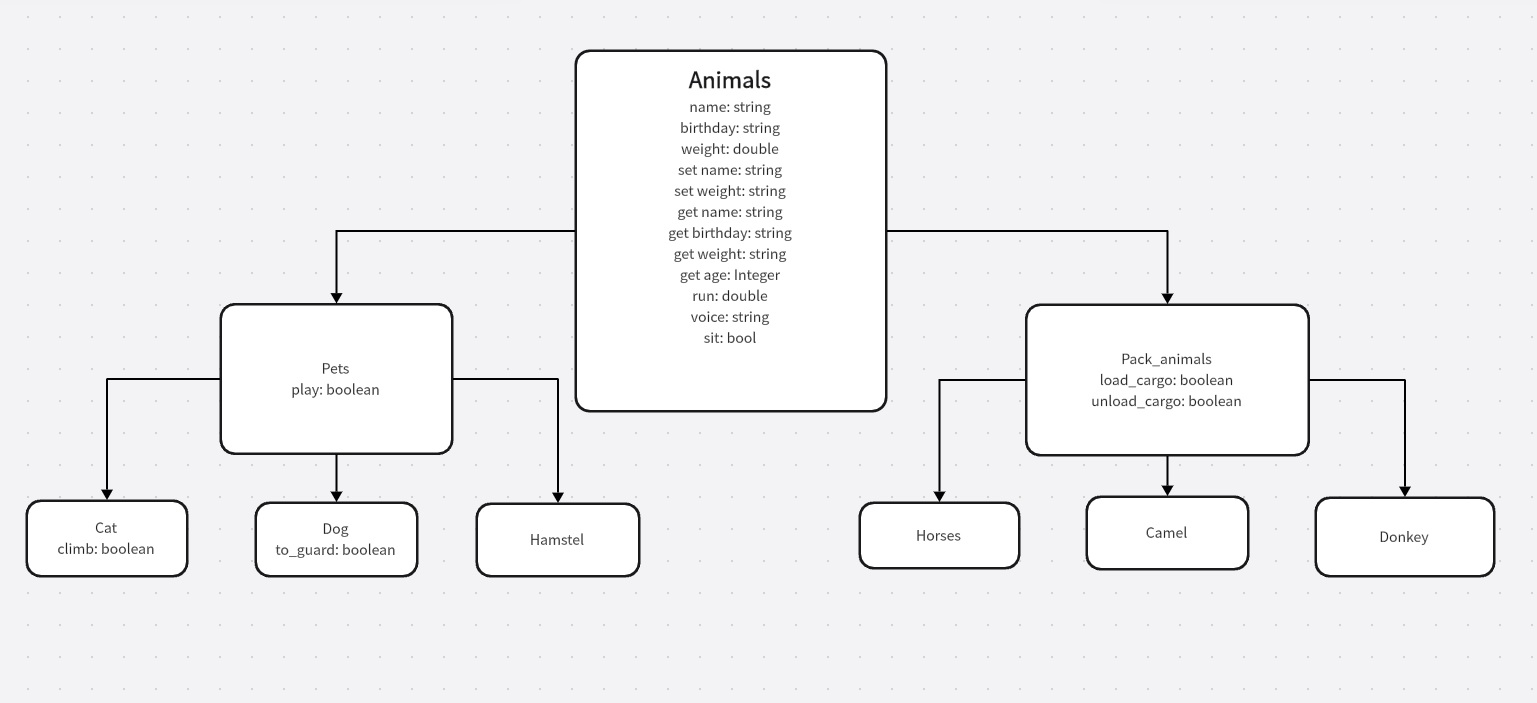 Animals
name: string
birthday: string
weight: double
set name: string
set weight: string
get name: string
get birthday: string
get weight: string
get age: Integer
run: double
voice: string
sit: bool
Pets
play: boolean
Pack_animals
load_cargo: boolean
unload_cargo: boolean
Cat
climb: boolean
Dog
to_guard: boolean
Hamstel
Horses
Camel
Donkey